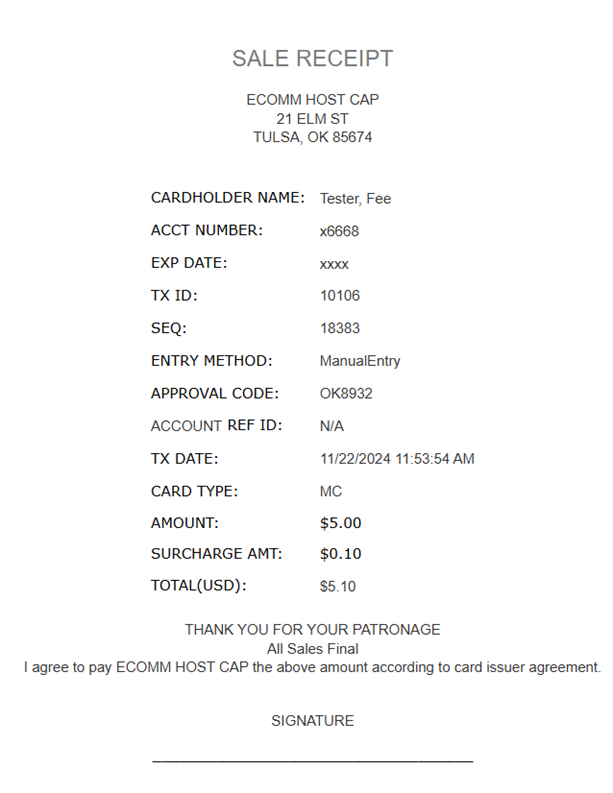 SALE RECEIPT
ECOMM HOST CAP
21 ELM ST
TULSA, OK 85674
CARDHOLDER NAME: Tester, Fee
ACCT NUMBER: x6668
EXP DATE: xxxx
TX ID: 10106
SEQ: 18383
ENTRY METHOD: ManualEntry
APPROVAL CODE: OK8932
ACCOUNT REF ID: N/A
TX DATE: 11/22/2024 11:53:54 AM
CARD TYPE: MC
AMOUNT: $5.00
SURCHARGE AMT: $0.10
TOTAL(USD): $5.10
THANK YOU FOR YOUR PATRONAGE
All Sales Final
I agree to pay ECOMM HOST CAP the above amount according to card issuer agreement.
SIGNATURE